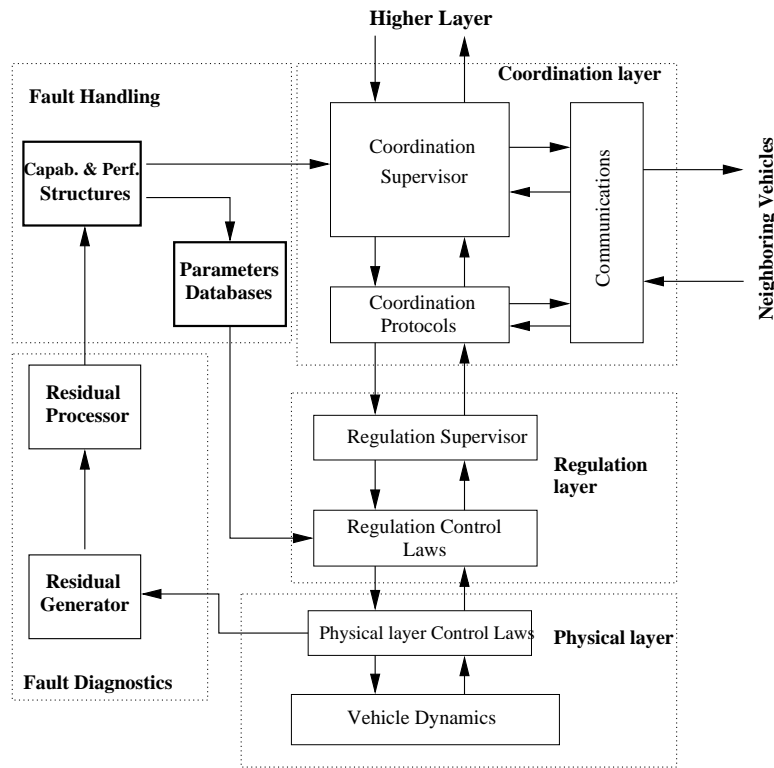 Higher Layer
Coordination layer
Fault Handling
Capab. & Perf.
Structures
Coordination
Supervisor
Communications
Neighboring Vehicles
Parameters
Databases
Coordination
Protocols
Residual
Processor
Regulation Supervisor
Regulation
layer
Regulation Control
Laws
Residual
Generator
Physical layer Control Laws
Physical layer
Fault Diagnostics
Vehicle Dynamics